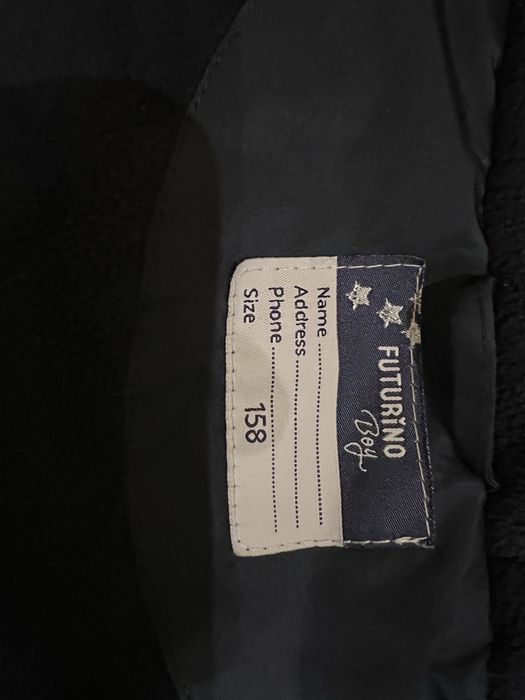 FUTURINO
Boy
Name ..............................
Address ..............................
Phone ..............................
Size 158